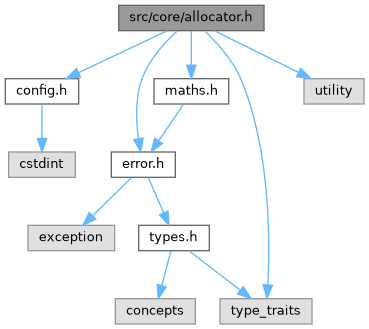 src/core/allocator.h
config.h
maths.h
utility
cstdint
error.h
exception
types.h
concepts
type_traits